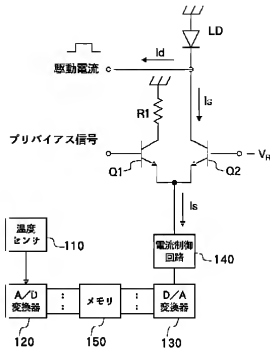 LD
Id
駆動電流
Is
R1
プリバイアス信号
Q1
Q2
−VR
Is
温度
センサ
110
電流制御
回路
140
A/D
変換器
メモリ
D/A
変換器
120
150
130